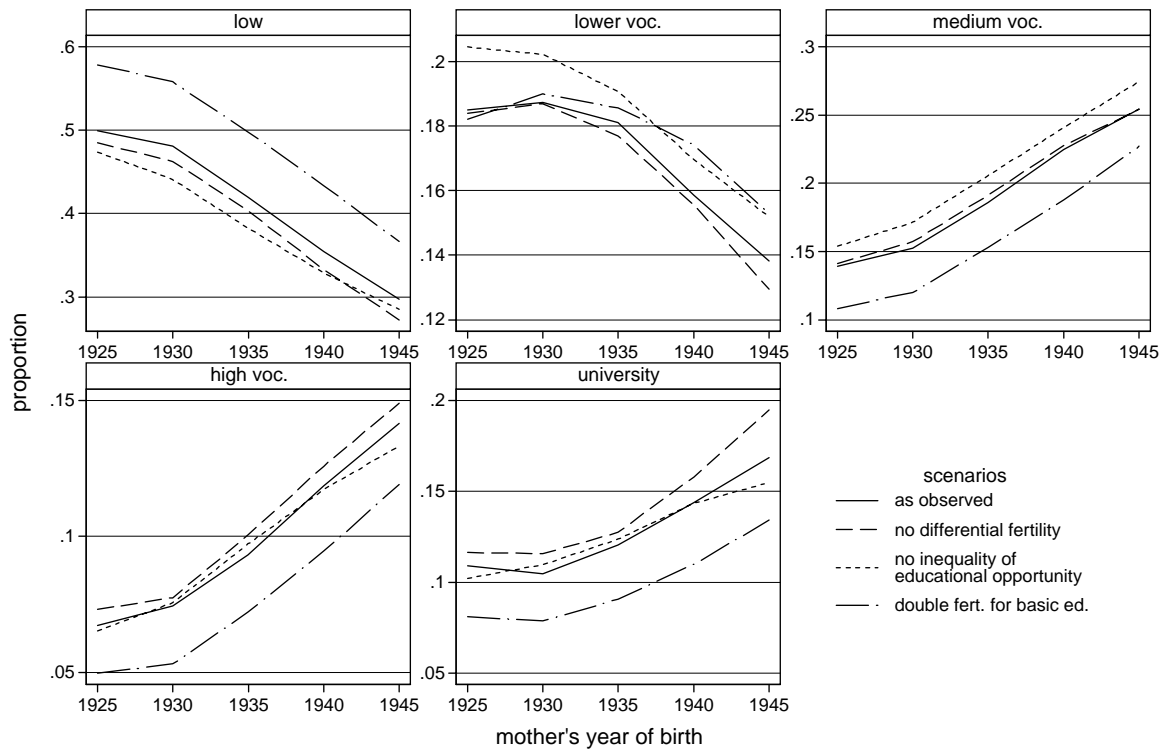 low
lower voc.
medium voc.
.6
.5
.4
.3
.2
.18
.16
.14
.12
.3
.25
.2
.15
.1
1925 1930 1935 1940 1945
1925 1930 1935 1940 1945
1925 1930 1935 1940 1945
high voc.
university
.15
.1
.05
.2
.15
.1
.05
1925 1930 1935 1940 1945
1925 1930 1935 1940 1945
proportion
mother's year of birth
scenarios
as observed
no differential fertility
no inequality of
educational opportunity
double fert. for basic ed.